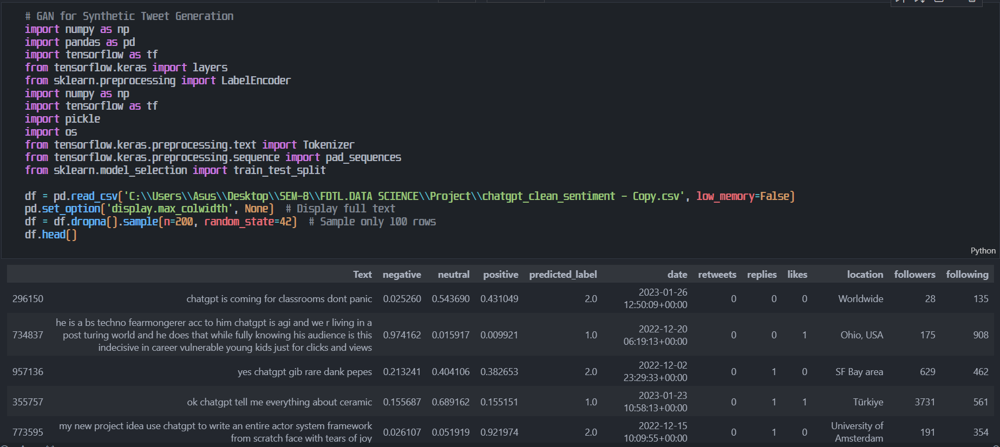 # GAN for Synthetic Tweet Generation
import numpy as np
import pandas as pd
import tensorflow as tf
from tensorflow.keras import layers
from sklearn.preprocessing import LabelEncoder
import numpy as np
import tensorflow as tf
import pickle
import os
from tensorflow.keras.preprocessing.text import Tokenizer
from tensorflow.keras.preprocessing.sequence import pad_sequences
from sklearn.model_selection import train_test_split
df = pd.read_csv('C:\\Users\\Asus\\Desktop\\SEM-8\\FDTL.DATA SCIENCE\\Project\\chatgpt_clean_sentiment - Copy.csv', low_memory=False)
pd.set_option('display.max_colwidth', None)  # Display full text
df = df.dropna().sample(n=200, random_state=42)  # Sample only 100 rows
df.head()
Python
Text negative neutral positive predicted_label date retweets replies likes location followers following
296150 chatgpt is coming for classrooms dont panic 0.025260 0.543690 0.431049 2.0 2023-01-26 0 0 0 Worldwide 28 135
12:50:09+00:00
he is a bs techno fearmongerer acc to him chatgpt is agi and we r living in a
734837 post turing world and he does that while fully knowing his audience is this 0.974162 0.015917 0.009921 1.0 2022-12-20 0 0 1 Ohio, USA 175 908
06:19:13+00:00
indecisive in career vulnerable young kids just for clicks and views
957136 yes chatgpt gib rare dank pepes 0.213241 0.404106 0.382653 2.0 2022-12-02 0 1 0 SF Bay area 629 462
23:29:33+00:00
355757 ok chatgpt tell me everything about ceramic 0.155687 0.689162 0.155151 1.0 2023-01-23 0 1 1 Türkiye 3731 561
10:58:13+00:00
773595 my new project idea use chatgpt to write an entire actor system framework 0.026107 0.051919 0.921974 2.0 2022-12-15 0 1 0 University of 191 354
from scratch face with tears of joy 10:09:55+00:00 Amsterdam